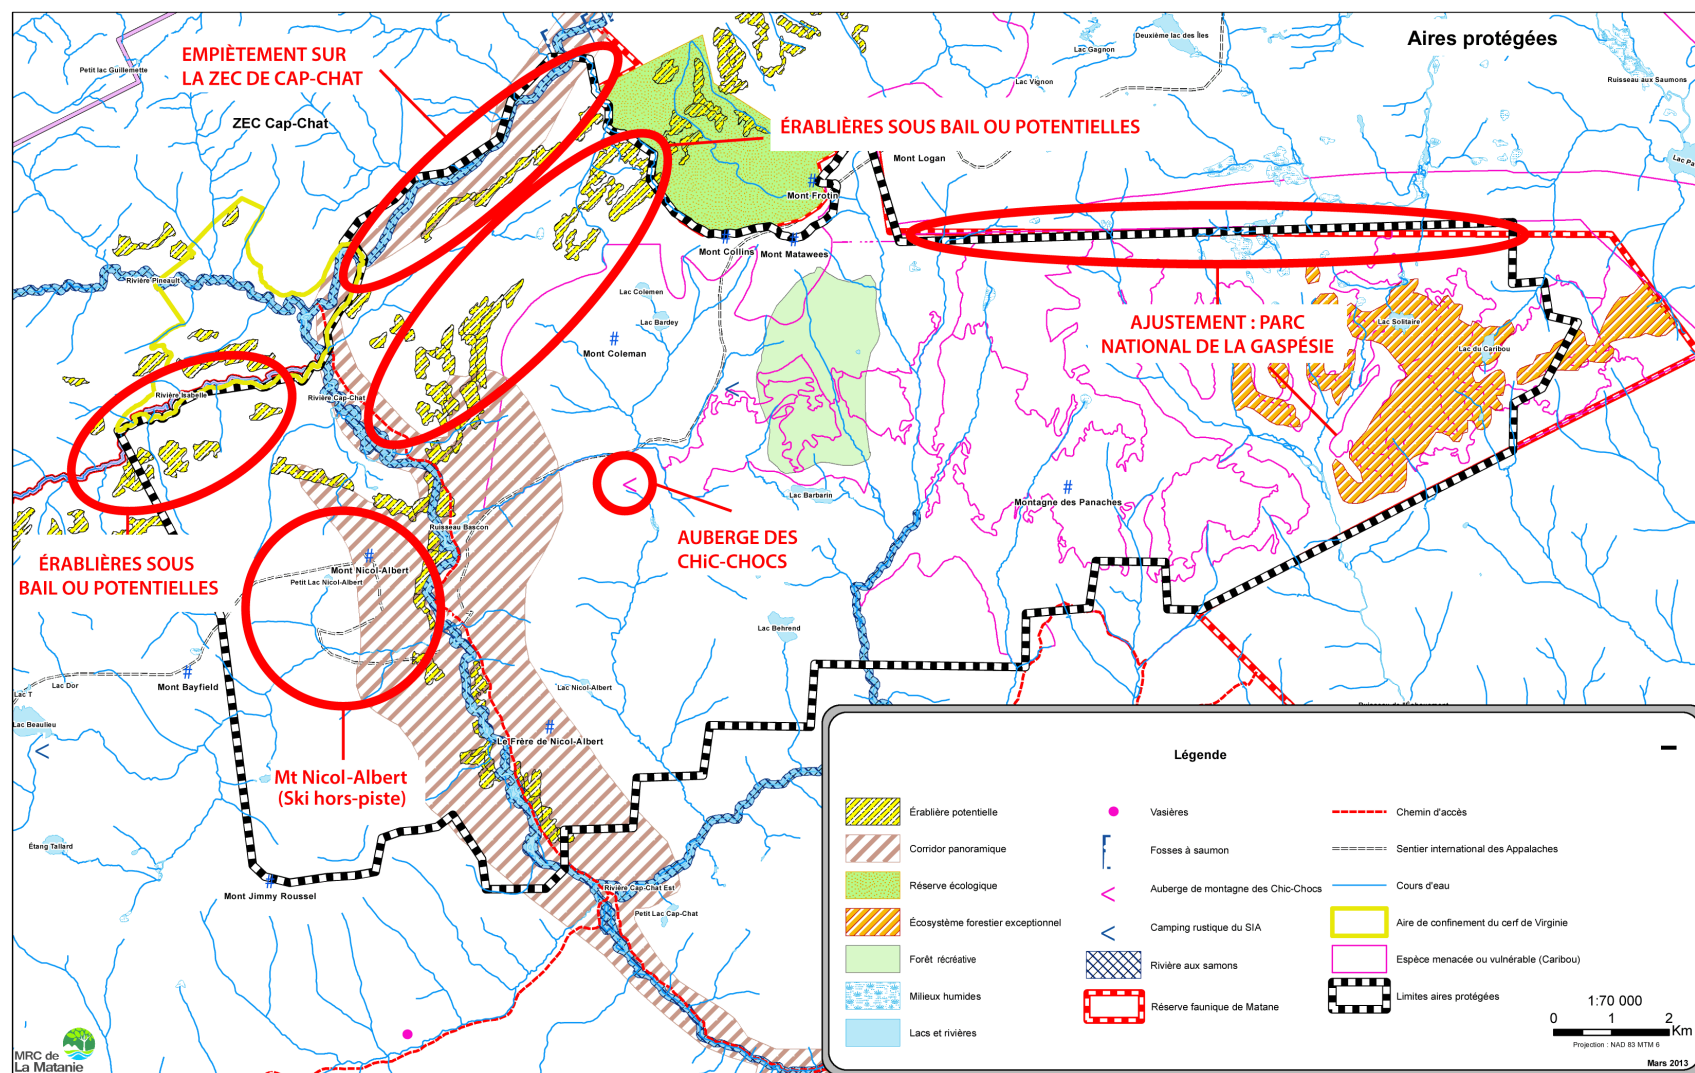 Aires protégées
EMPIÈTEMENT SUR
LA ZEC DE CAP-CHAT
Petit lac Guillemette
ZEC Cap-Chat
Deuxième lac des Îles
Lac Gagnon
Lac Vignon
Ruisseau aux Saumons
ÉRABLIÈRES SOUS BAIL OU POTENTIELLES
Mont Logan
Mont Frotin
Mont Collins
Mont Matawees
Rivière Pineault
Lac Colemen
Lac Bardey
Mont Coleman
AJUSTEMENT : PARC
NATIONAL DE LA GASPÉSIE
Lac Solitaire
Lac du Caribou
Rivière Isabelle
Rivière Cap-Chat
Lac Barbarin
Montagne des Panaches
Ruisseau Bascon
AUBERGE DES
CHiC-CHOCS
ÉRABLIÈRES SOUS
BAIL OU POTENTIELLES
Mont Nicol-Albert
Petit Lac Nicol-Albert
Lac Behrend
Mont Bayfield
Lac Dor
Lac T
Lac Beaulieu
Lac Nicol-Albert
Le Frère de Nicol-Albert
Mt Nicol-Albert
(Ski hors-piste)
Étang Tallard
Mont Jimmy Roussel
Rivière Cap-Chat Est
Petit Lac Cap-Chat
Légende
Érablière potentielle
Corridor panoramique
Réserve écologique
Écosystème forestier exceptionnel
Forêt récréative
Milieux humides
Lacs et rivières
Vasières
Fosses à saumon
Auberge de montagne des Chic-Chocs
Camping rustique du SIA
Rivière aux samons
Réserve faunique de Matane
Chemin d'accès
Sentier international des Appalaches
Cours d'eau
Aire de confinement du cerf de Virginie
Espèce menacée ou vulnérable (Caribou)
Limites aires protégées
1:70 000
0 1 2
Km
Projection : NAD 83 MTM 6
Mars 2013
MRC de
La Matanie